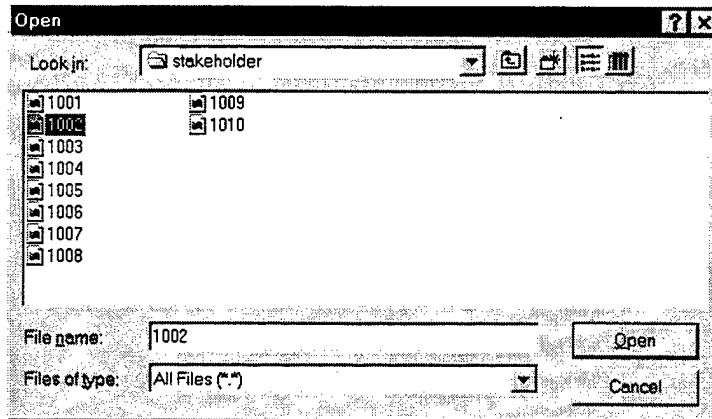 Open
Look in: stakeholder
1001 1009
1002 1010
1003
1004
1005
1006
1007
1008
File name: 1002 Open
Files of type: All Files (*.*) Cancel